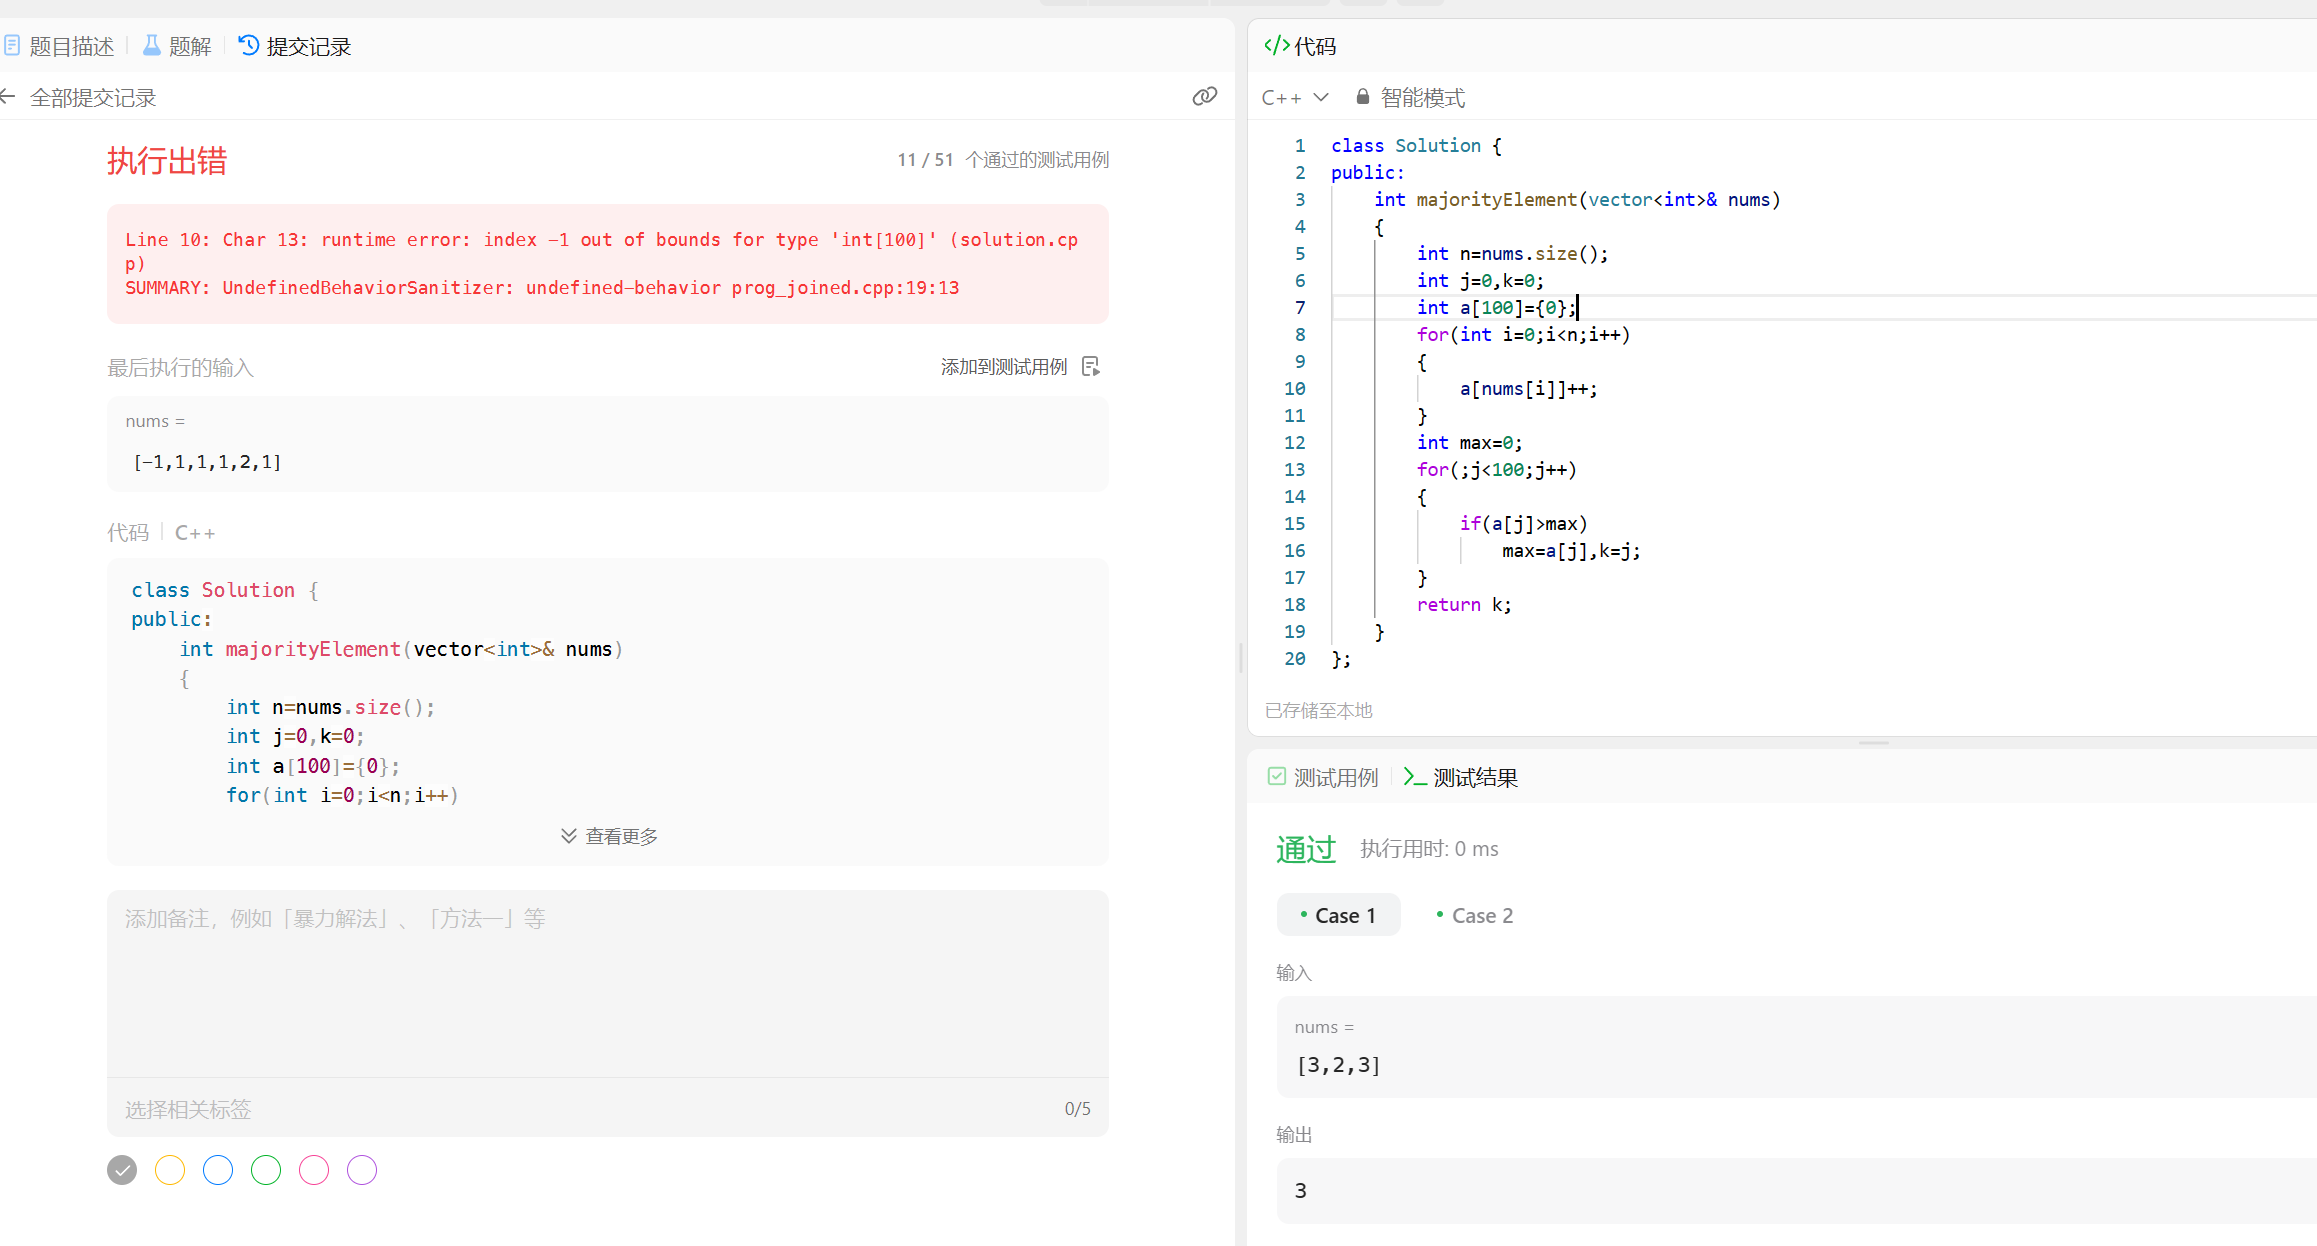 题目描述
题解
提交记录
全部提交记录
执行出错
11 / 51 个通过的测试用例
Line 10: Char 13: runtime error: index -1 out of bounds for type 'int[100]' (solution.cp
p)
SUMMARY: UndefinedBehaviorSanitizer: undefined-behavior prog_joined.cpp:19:13
最后执行的输入
添加到测试用例
nums =
[-1,1,1,1,2,1]
代码
C++
class Solution {
public:
    int majorityElement(vector<int>& nums)
    {
        int n=nums.size();
        int j=0,k=0;
        int a[100]={0};
        for(int i=0;i<n;i++)
查看更多
添加备注，例如「暴力解法」、「方法一」等
选择相关标签
0/5
代码
C++
智能模式
1 class Solution {
2 public:
3     int majorityElement(vector<int>& nums)
4     {
5         int n=nums.size();
6         int j=0,k=0;
7         int a[100]={0};
8         for(int i=0;i<n;i++)
9         {
10             a[nums[i]]++;
11         }
12         int max=0;
13         for(;j<100;j++)
14         {
15             if(a[j]>max)
16                 max=a[j],k=j;
17         }
18         return k;
19     }
20 };
已存储至本地
测试用例
测试结果
通过
执行用时: 0 ms
Case 1
Case 2
输入
nums =
[3,2,3]
输出
3